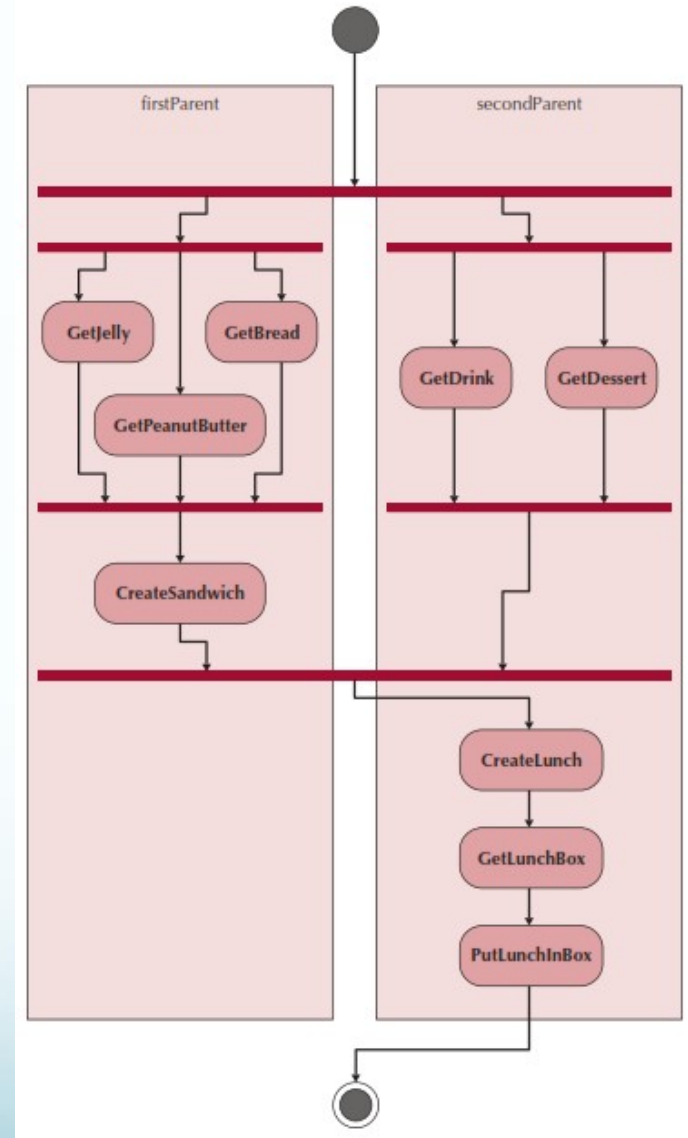 firstParent
secondParent
GetJelly
GetBread
GetPeanutButter
CreateSandwich
GetDrink
GetDessert
CreateLunch
GetLunchBox
PutLunchInBox